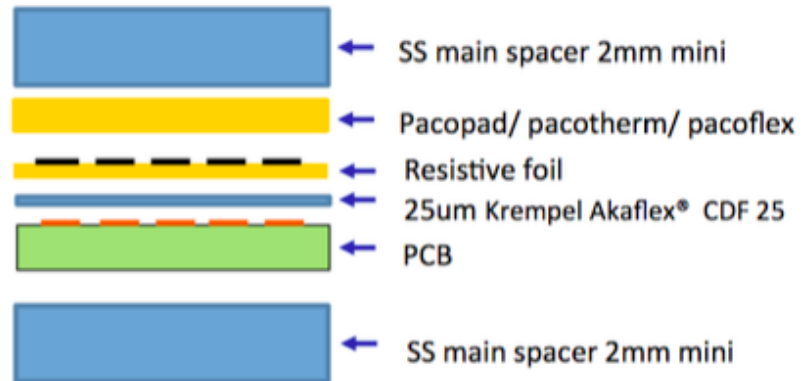 SS main spacer 2mm mini
Pacopad/ pacotherm/ pacoflex
Resistive foil
25um Krempel Akaflex® CDF 25
PCB
SS main spacer 2mm mini